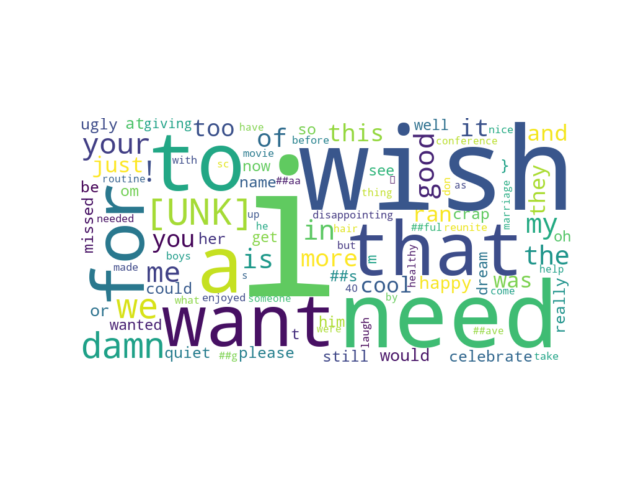 ugly at giving too have of so this well it nice and
your to wish before conference
just ! movie now see good }
be with sc ##aa thing as don they
om routine name
missed needed for [UNK] up disappointing ran crap my
you her he in hair ##ful reunite marriage oh
made me a i get but that the
boys is more m healthy dream was
could s ##s 40 cool happy come help really
or we what enjoyed someone him by need
wanted want t were laugh
damn quiet ##g please still would ##ave celebrate take